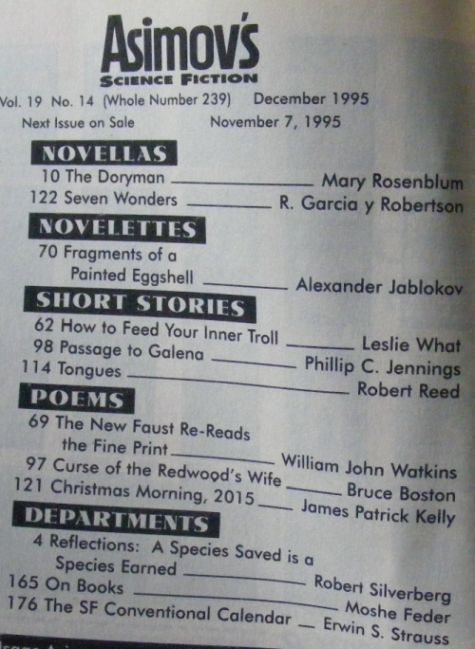 Asimov's
SCIENCE FICTION
Vol. 19 No. 14 (Whole Number 239) December 1995
Next Issue on Sale November 7, 1995
NOVELLAS
10 The Doryman Mary Rosenblum
122 Seven Wonders R. Garcia y Robertson
NOVELETTES
70 Fragments of a
Painted Eggshell Alexander Jablokov
SHORT STORIES
62 How to Feed Your Inner Troll Leslie What
98 Passage to Galena Phillip C. Jennings
114 Tongues Robert Reed
POEMS
69 The New Faust Re-Reads
the Fine Print William John Watkins
97 Curse of the Redwood's Wife Bruce Boston
121 Christmas Morning, 2015 James Patrick Kelly
DEPARTMENTS
4 Reflections: A Species Saved is a
Species Earned Robert Silverberg
165 On Books Moshe Feder
176 The SF Conventional Calendar Erwin S. Strauss